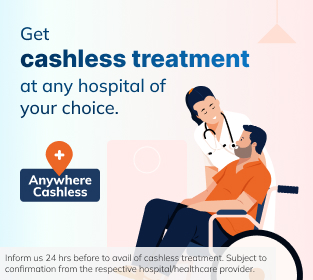 Get
cashless treatment
at any hospital of
your choice.
Anywhere
Cashless
Inform us 24 hrs before to avail of cashless treatment. Subject to
confirmation from the respective hospital/healthcare provider.